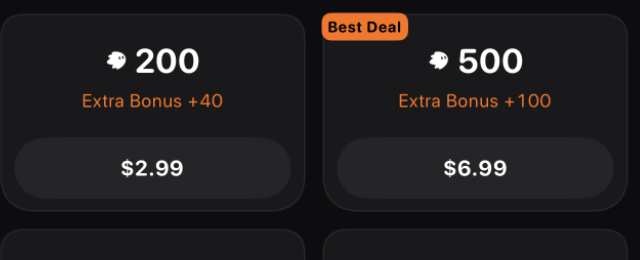 Best Deal
200
500
Extra Bonus +40
Extra Bonus +100
$2.99
$6.99